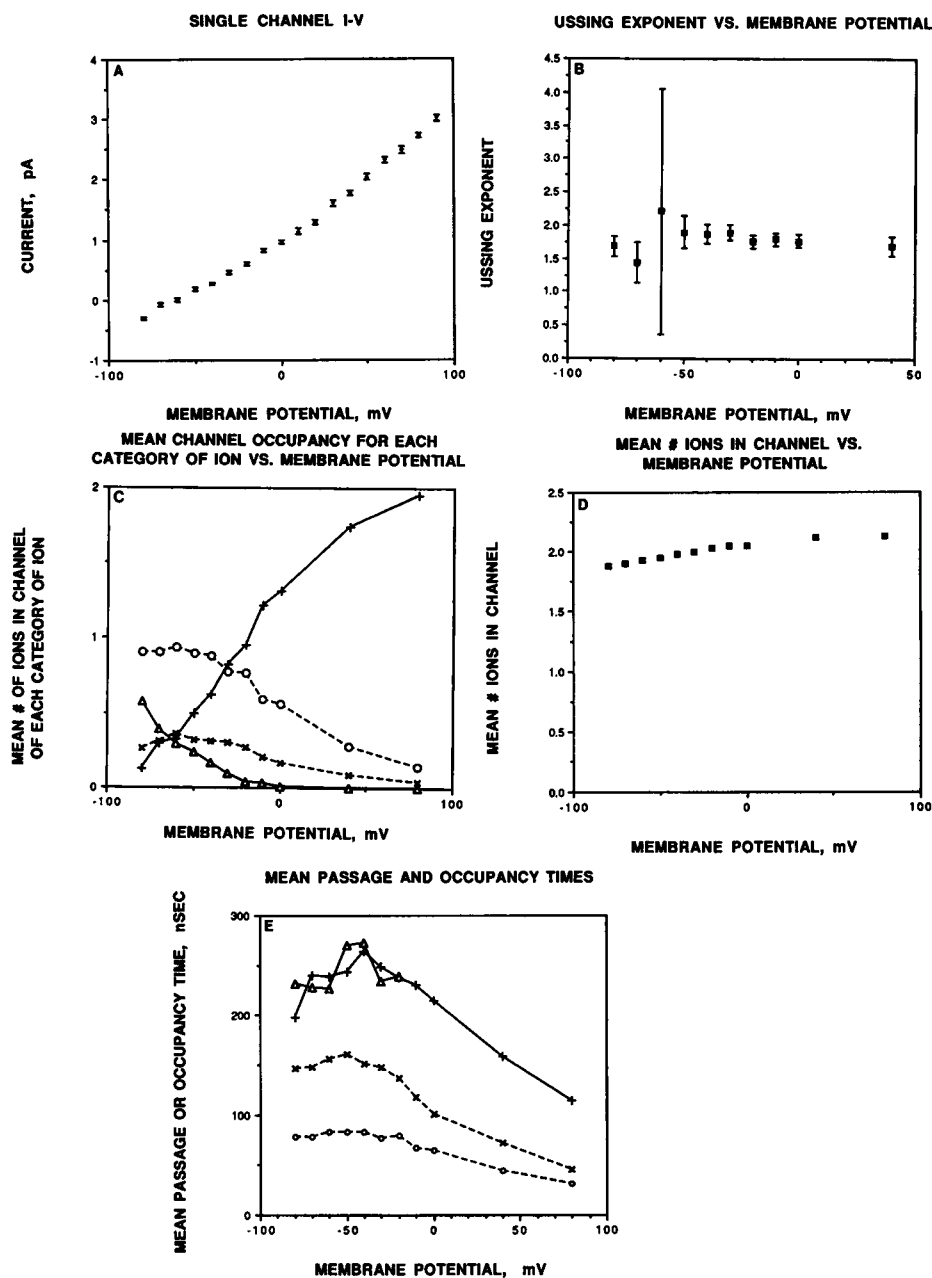 SINGLE CHANNEL I-V
A
4
3
2
1
0
-1
-100
0
100
CURRENT, pA
MEMBRANE POTENTIAL, mV
USSING EXPONENT VS. MEMBRANE POTENTIAL
B
4.5
4.0
3.5
3.0
2.5
2.0
1.5
1.0
0.5
0.0
-100
-50
0
50
USSING EXPONENT
MEMBRANE POTENTIAL, mV
MEAN CHANNEL OCCUPANCY FOR EACH
CATEGORY OF ION VS. MEMBRANE POTENTIAL
C
2
1
0
-100
0
100
MEAN # OF IONS IN CHANNEL
OF EACH CATEGORY OF ION
MEMBRANE POTENTIAL, mV
MEAN # IONS IN CHANNEL VS.
MEMBRANE POTENTIAL
D
2.5
2.0
1.5
1.0
0.5
0.0
-100
0
100
MEAN # IONS IN CHANNEL
MEMBRANE POTENTIAL, mV
MEAN PASSAGE AND OCCUPANCY TIMES
E
300
200
100
0
-100
-50
0
50
100
MEAN PASSAGE OR OCCUPANCY TIME, nSEC
MEMBRANE POTENTIAL, mV